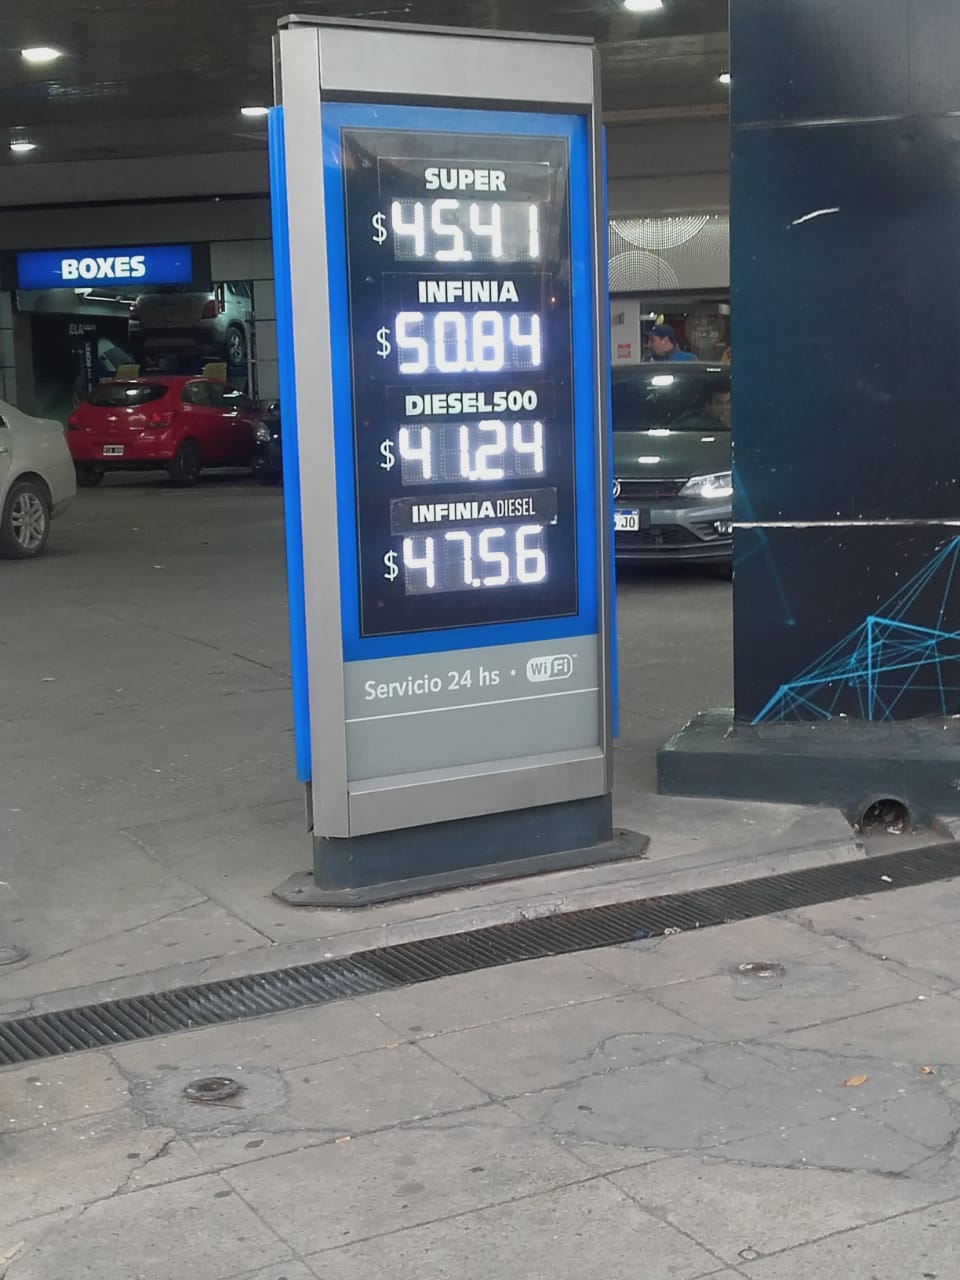 SUPER
$45.41
INFINIA
$50.84
DIESEL500
$41.24
INFINIA DIESEL
$47.56
Servicio 24 hs · WiFi
BOXES